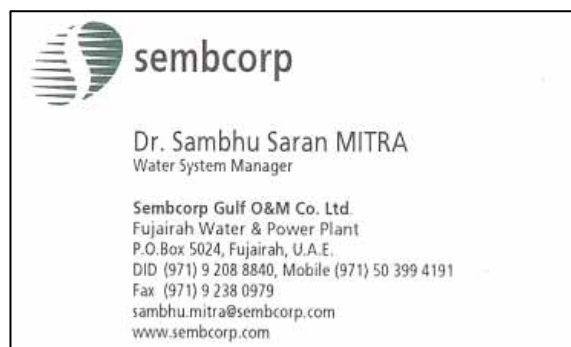 sembcorp
Dr. Sambhu Saran MITRA
Water System Manager
Sembcorp Gulf O&M Co. Ltd.
Fujairah Water & Power Plant
P.O.Box 5024, Fujairah, U.A.E.
DID (971) 9 208 8840, Mobile (971) 50 399 4191
Fax (971) 9 238 0979
sambhu.mitra@sembcorp.com
www.sembcorp.com